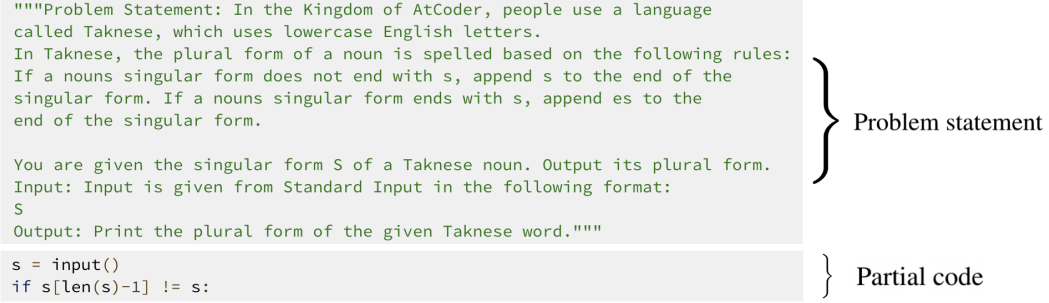 """Problem Statement: In the Kingdom of AtCoder, people use a language
called Taknese, which uses lowercase English letters.
In Taknese, the plural form of a noun is spelled based on the following rules:
If a nouns singular form does not end with s, append s to the end of the
singular form. If a nouns singular form ends with s, append es to the
end of the singular form.
You are given the singular form S of a Taknese noun. Output its plural form.
Input: Input is given from Standard Input in the following format:
S
Output: Print the plural form of the given Taknese word."""
Problem statement
s = input()
if s[len(s)-1] != s:
Partial code